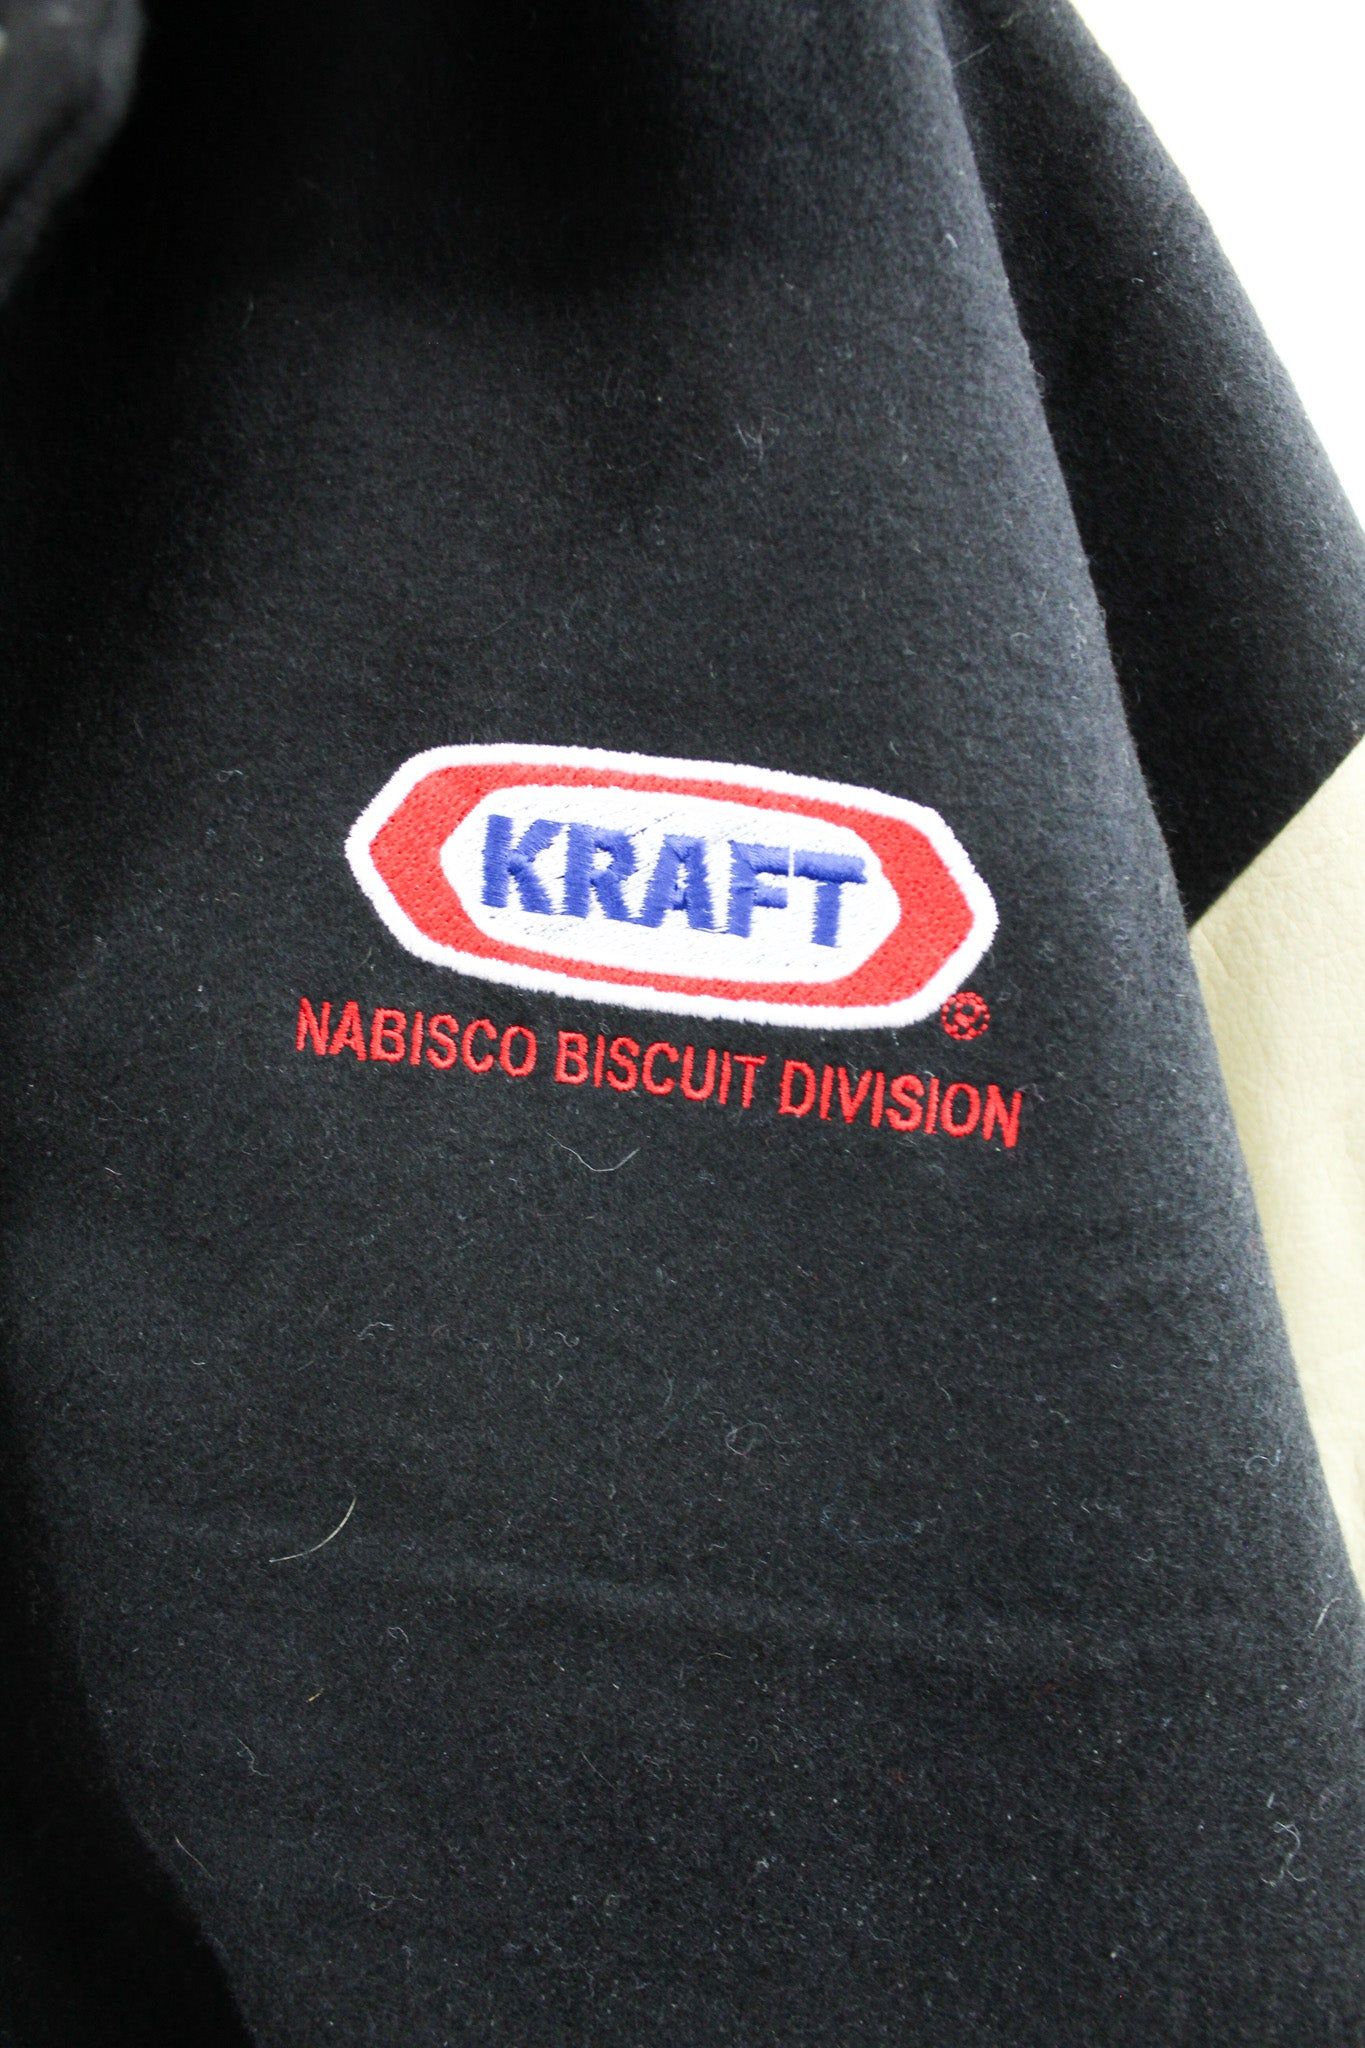 KRAFT
®
NABISCO BISCUIT DIVISION